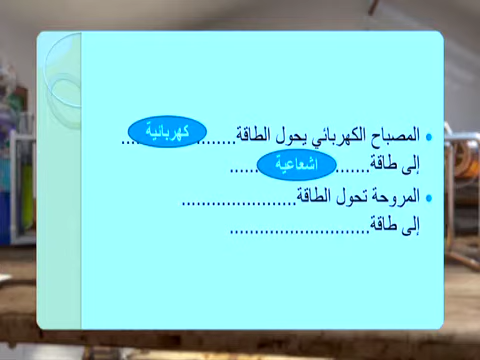 المصباح الكهربائي يحول الطاقة........كهربائية...
إلى طاقة.......اشعاعية......
المروحة تحول الطاقة.......................
إلى طاقة............................